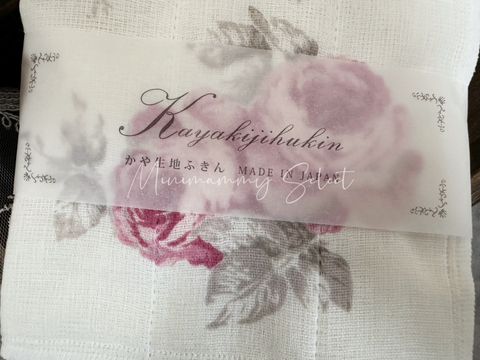 Kayakijihukin
かや生地ふきん MADE IN JAPAN
Minimammy Select